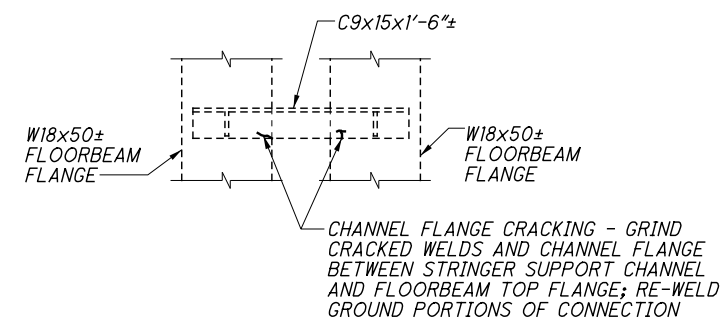 C9x15x1'-6"±
W18x50±
FLOORBEAM
FLANGE
W18x50±
FLOORBEAM
FLANGE
CHANNEL FLANGE CRACKING - GRIND
CRACKED WELDS AND CHANNEL FLANGE
BETWEEN STRINGER SUPPORT CHANNEL
AND FLOORBEAM TOP FLANGE; RE-WELD
GROUND PORTIONS OF CONNECTION